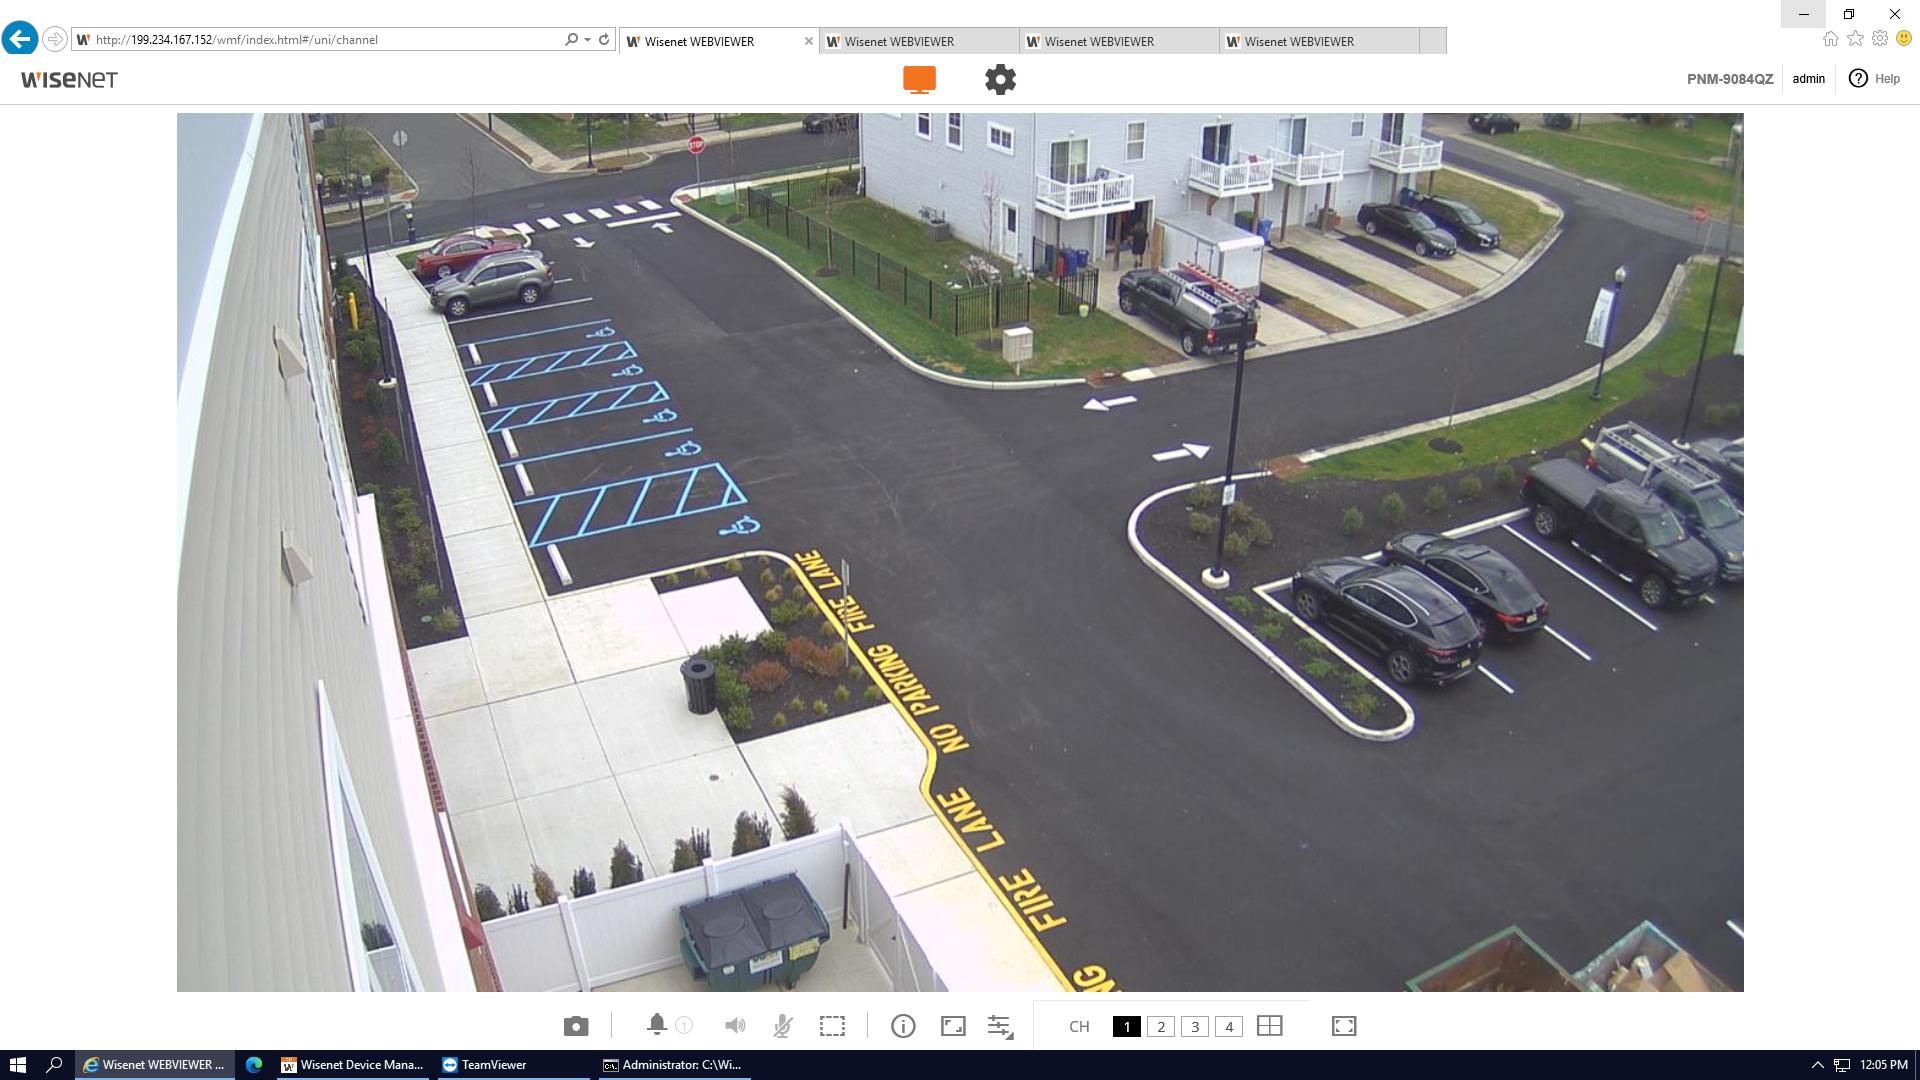 http://199.234.167.152/wmf/index.html#/uni/channel
Wisenet WEBVIEWER
Wisenet WEBVIEWER
Wisenet WEBVIEWER
Wisenet WEBVIEWER
WISENET
PNM-9084QZ
admin
? Help
STOP
NO PARKING FIRE LANE
FIRE LANE
NG
1
CH
1
2
3
4
Wisenet WEBVIEWER ...
Wisenet Device Mana...
TeamViewer
Administrator: C:\Wi...
12:05 PM